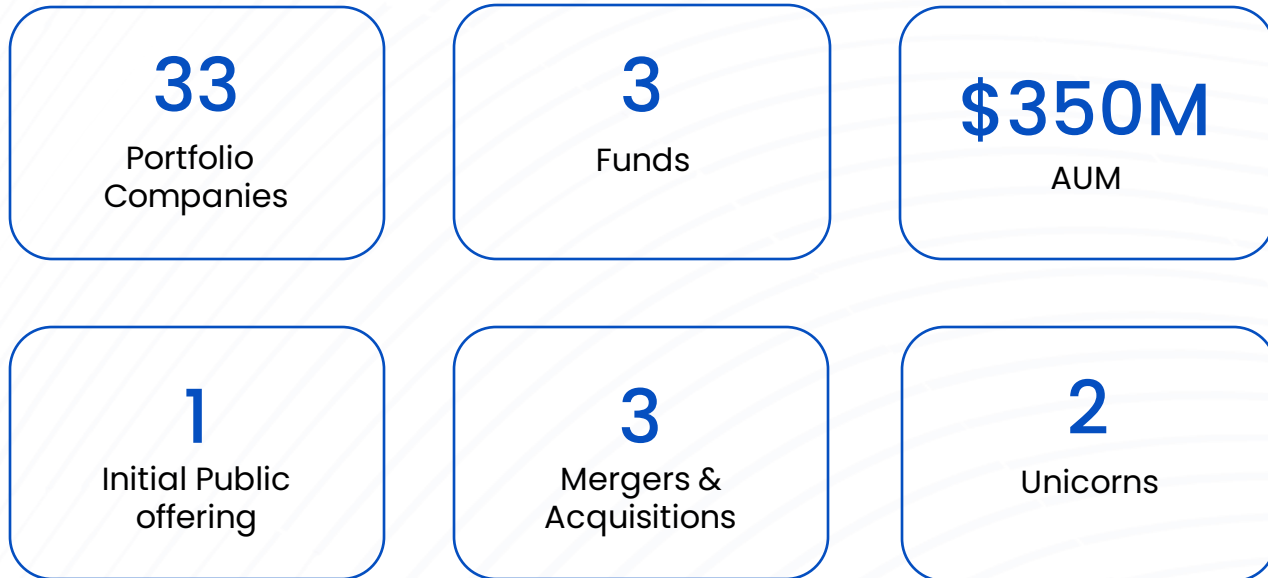 33
Portfolio
Companies
3
Funds
$350M
AUM
1
Initial Public
offering
3
Mergers &
Acquisitions
2
Unicorns